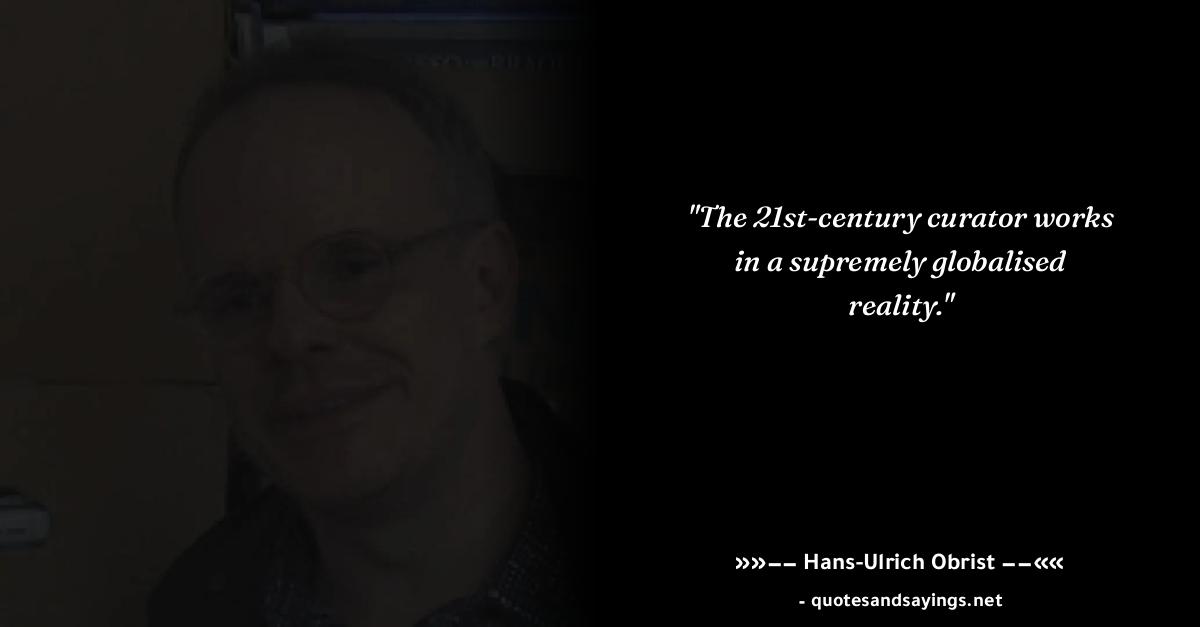 "The 21st-century curator works
in a supremely globalised
reality."
»»−− Hans-Ulrich Obrist −−««
- quotesandsayings.net